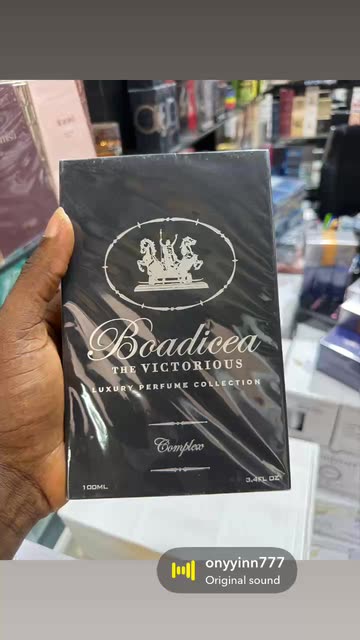 Boadicea
THE VICTORIOUS
LUXURY PERFUME COLLECTION
Complex
100ML
3.4FL OZ
onyyinn777
Original sound